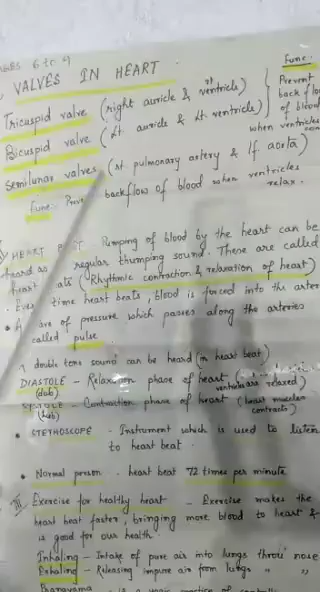 VALVES IN HEART
Func.
Tricuspid valve (right auricle & rt ventricle)
Bicuspid valve (Lt auricle & Lt ventricle)
Prevent
back flow
of blood
when ventricles
Semilunar valves (rt. pulmonary artery & lf. aorta)
Func: backflow of blood when ventricles
relax.
HEART - Pumping of blood by the heart can be
heard as regular thumping sound. These are called
heart (Rhythmic contraction & relaxation of heart)
time heart beats, blood is forced into the
of pressure which passes along the arteries
called pulse
A double tone sound can be heard (in heart beat)
DIASTOLE - Relaxation phase of heart (ventricles are relaxed)
(dub)
SYSTOLE - Contraction phase of heart (heart muscles
(lub) contracts)
• STETHOSCOPE - Instrument which is used to listen
to heart beat.
• Normal person - heart beat 72 times per minute
III Exercise for healthy heart - Exercise makes the
heart beat faster, bringing more blood to heart &
is good for our health.
Inhaling - Intake of pure air into lungs throu' nose
Exhaling - Releasing impure air from lungs " "
Pranayama